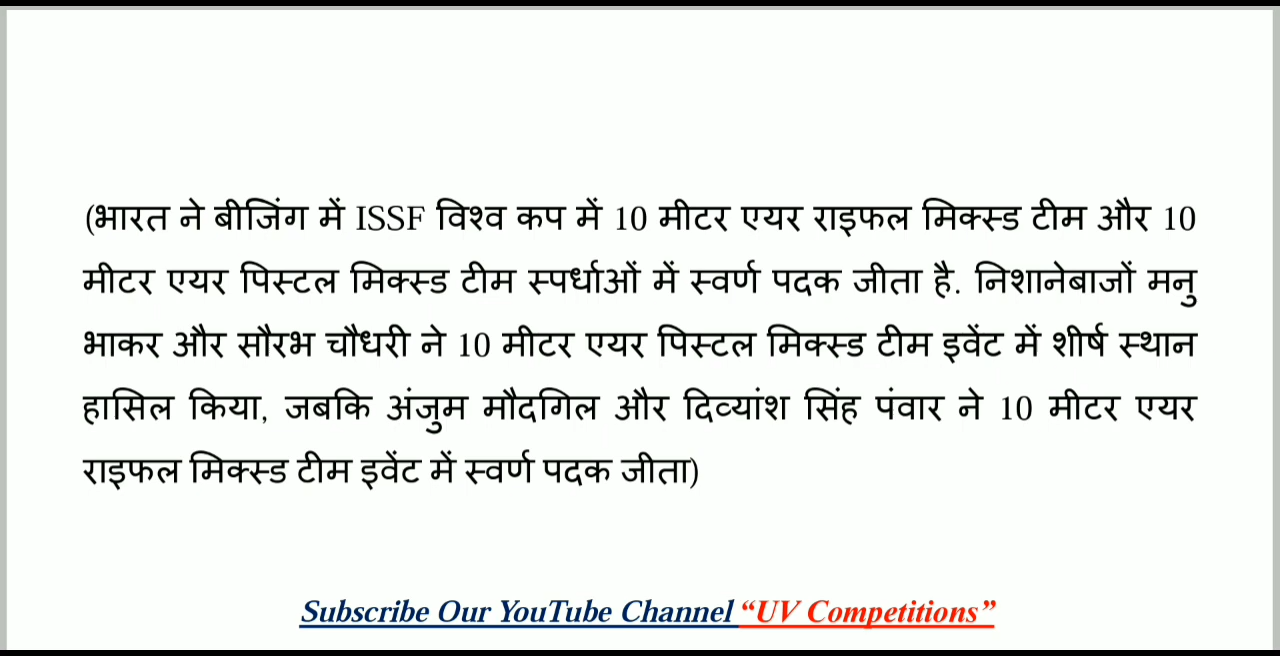 (भारत ने बीजिंग में ISSF विश्व कप में 10 मीटर एयर राइफल मिक्स्ड टीम और 10
मीटर एयर पिस्टल मिक्स्ड टीम स्पर्धाओं में स्वर्ण पदक जीता है. निशानेबाजों मनु
भाकर और सौरभ चौधरी ने 10 मीटर एयर पिस्टल मिक्स्ड टीम इवेंट में शीर्ष स्थान
हासिल किया, जबकि अंजुम मौदगिल और दिव्यांश सिंह पंवार ने 10 मीटर एयर
राइफल मिक्स्ड टीम इवेंट में स्वर्ण पदक जीता)
Subscribe Our YouTube Channel “UV Competitions”